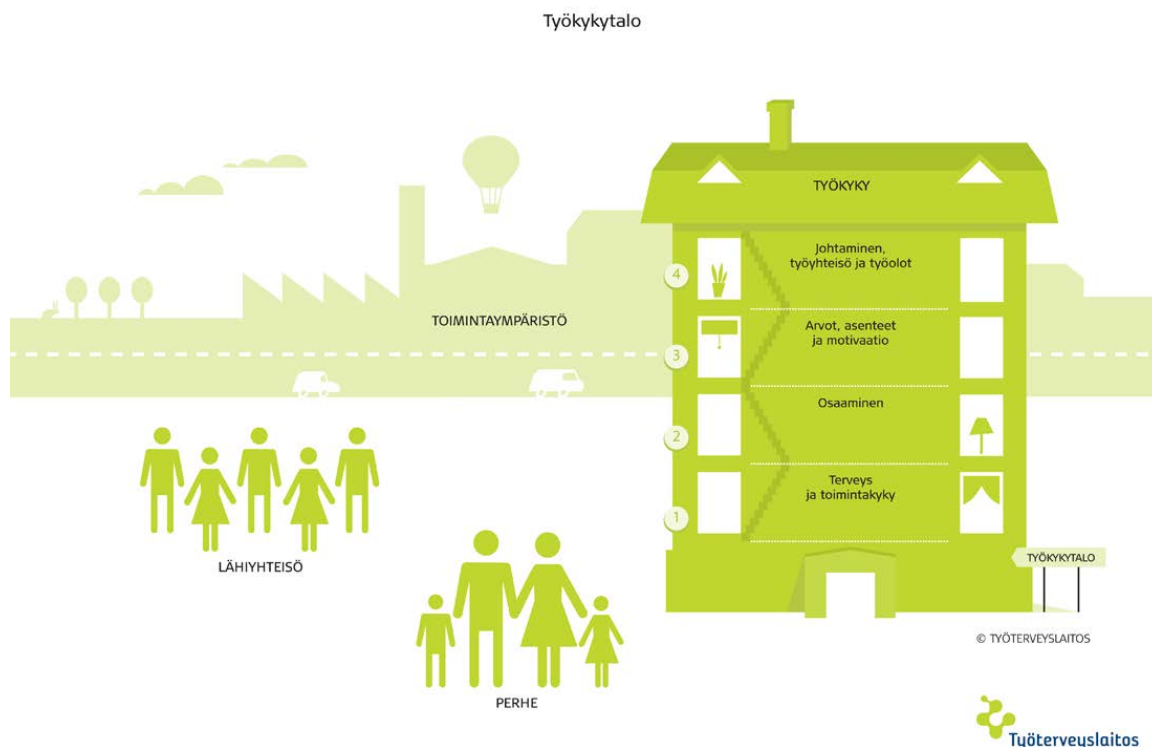 Työkykytalo
TYÖKYKY
4
Johtaminen,
työyhteisö ja työolot
TOIMINTAYMPÄRISTÖ
3
Arvot, asenteet
ja motivaatio
2
Osaaminen
1
Terveys
ja toimintakyky
LÄHIYHTEISÖ
PERHE
TYÖKYKYTALO
© TYÖTERVEYSLAITOS
Työterveyslaitos